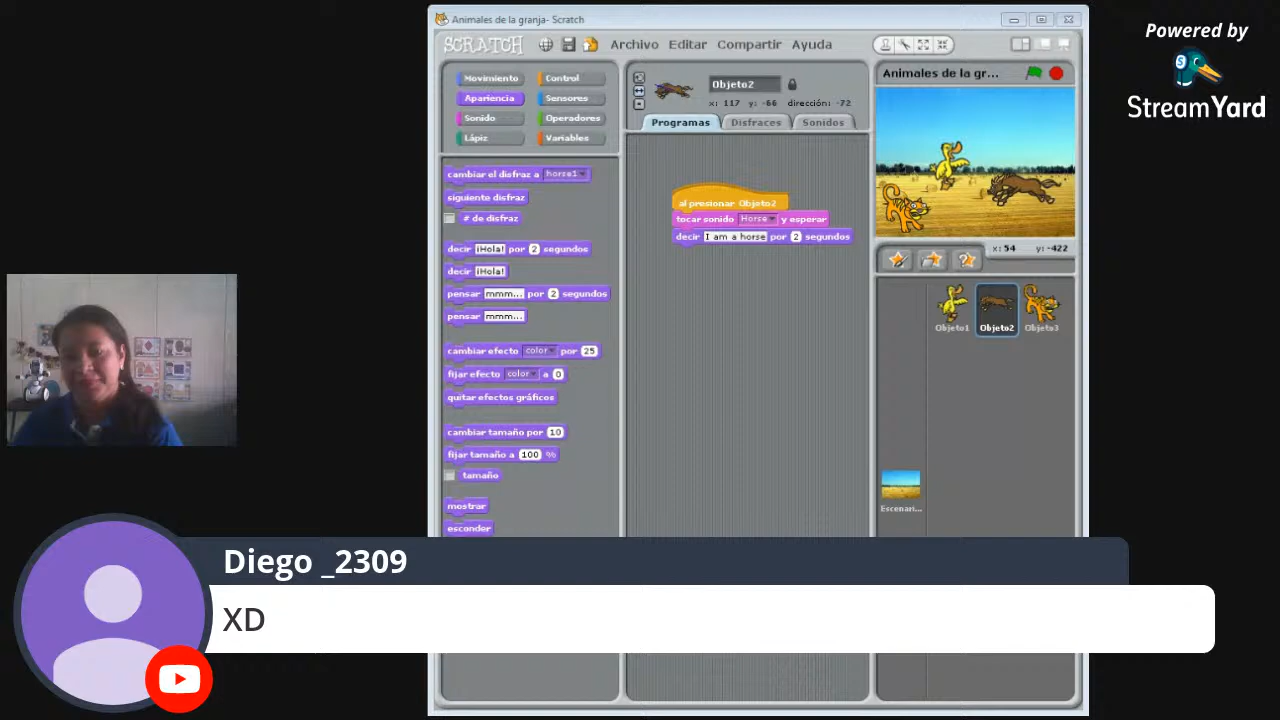 Animales de la granja- Scratch
SCRATCH
Archivo Editar Compartir Ayuda
Movimiento Control
Apariencia Sensores
Sonido Operadores
Lápiz Variables
cambiar el disfraz a horse1
siguiente disfraz
# de disfraz
decir ¡Hola! por 2 segundos
decir ¡Hola!
pensar mmm... por 2 segundos
pensar mmm...
cambiar efecto color por 25
fijar efecto color a 0
quitar efectos gráficos
cambiar tamaño por 10
fijar tamaño a 100 %
tamaño
mostrar
esconder
Objeto2
x: 117 y: -66 dirección: -72
Programas Disfraces Sonidos
al presionar Objeto2
tocar sonido Horse y esperar
decir I am a horse por 2 segundos
Animales de la gr...
x: 54 y: -422
Objeto1 Objeto2 Objeto3
Escenari...
Powered by
StreamYard
Diego _2309
XD